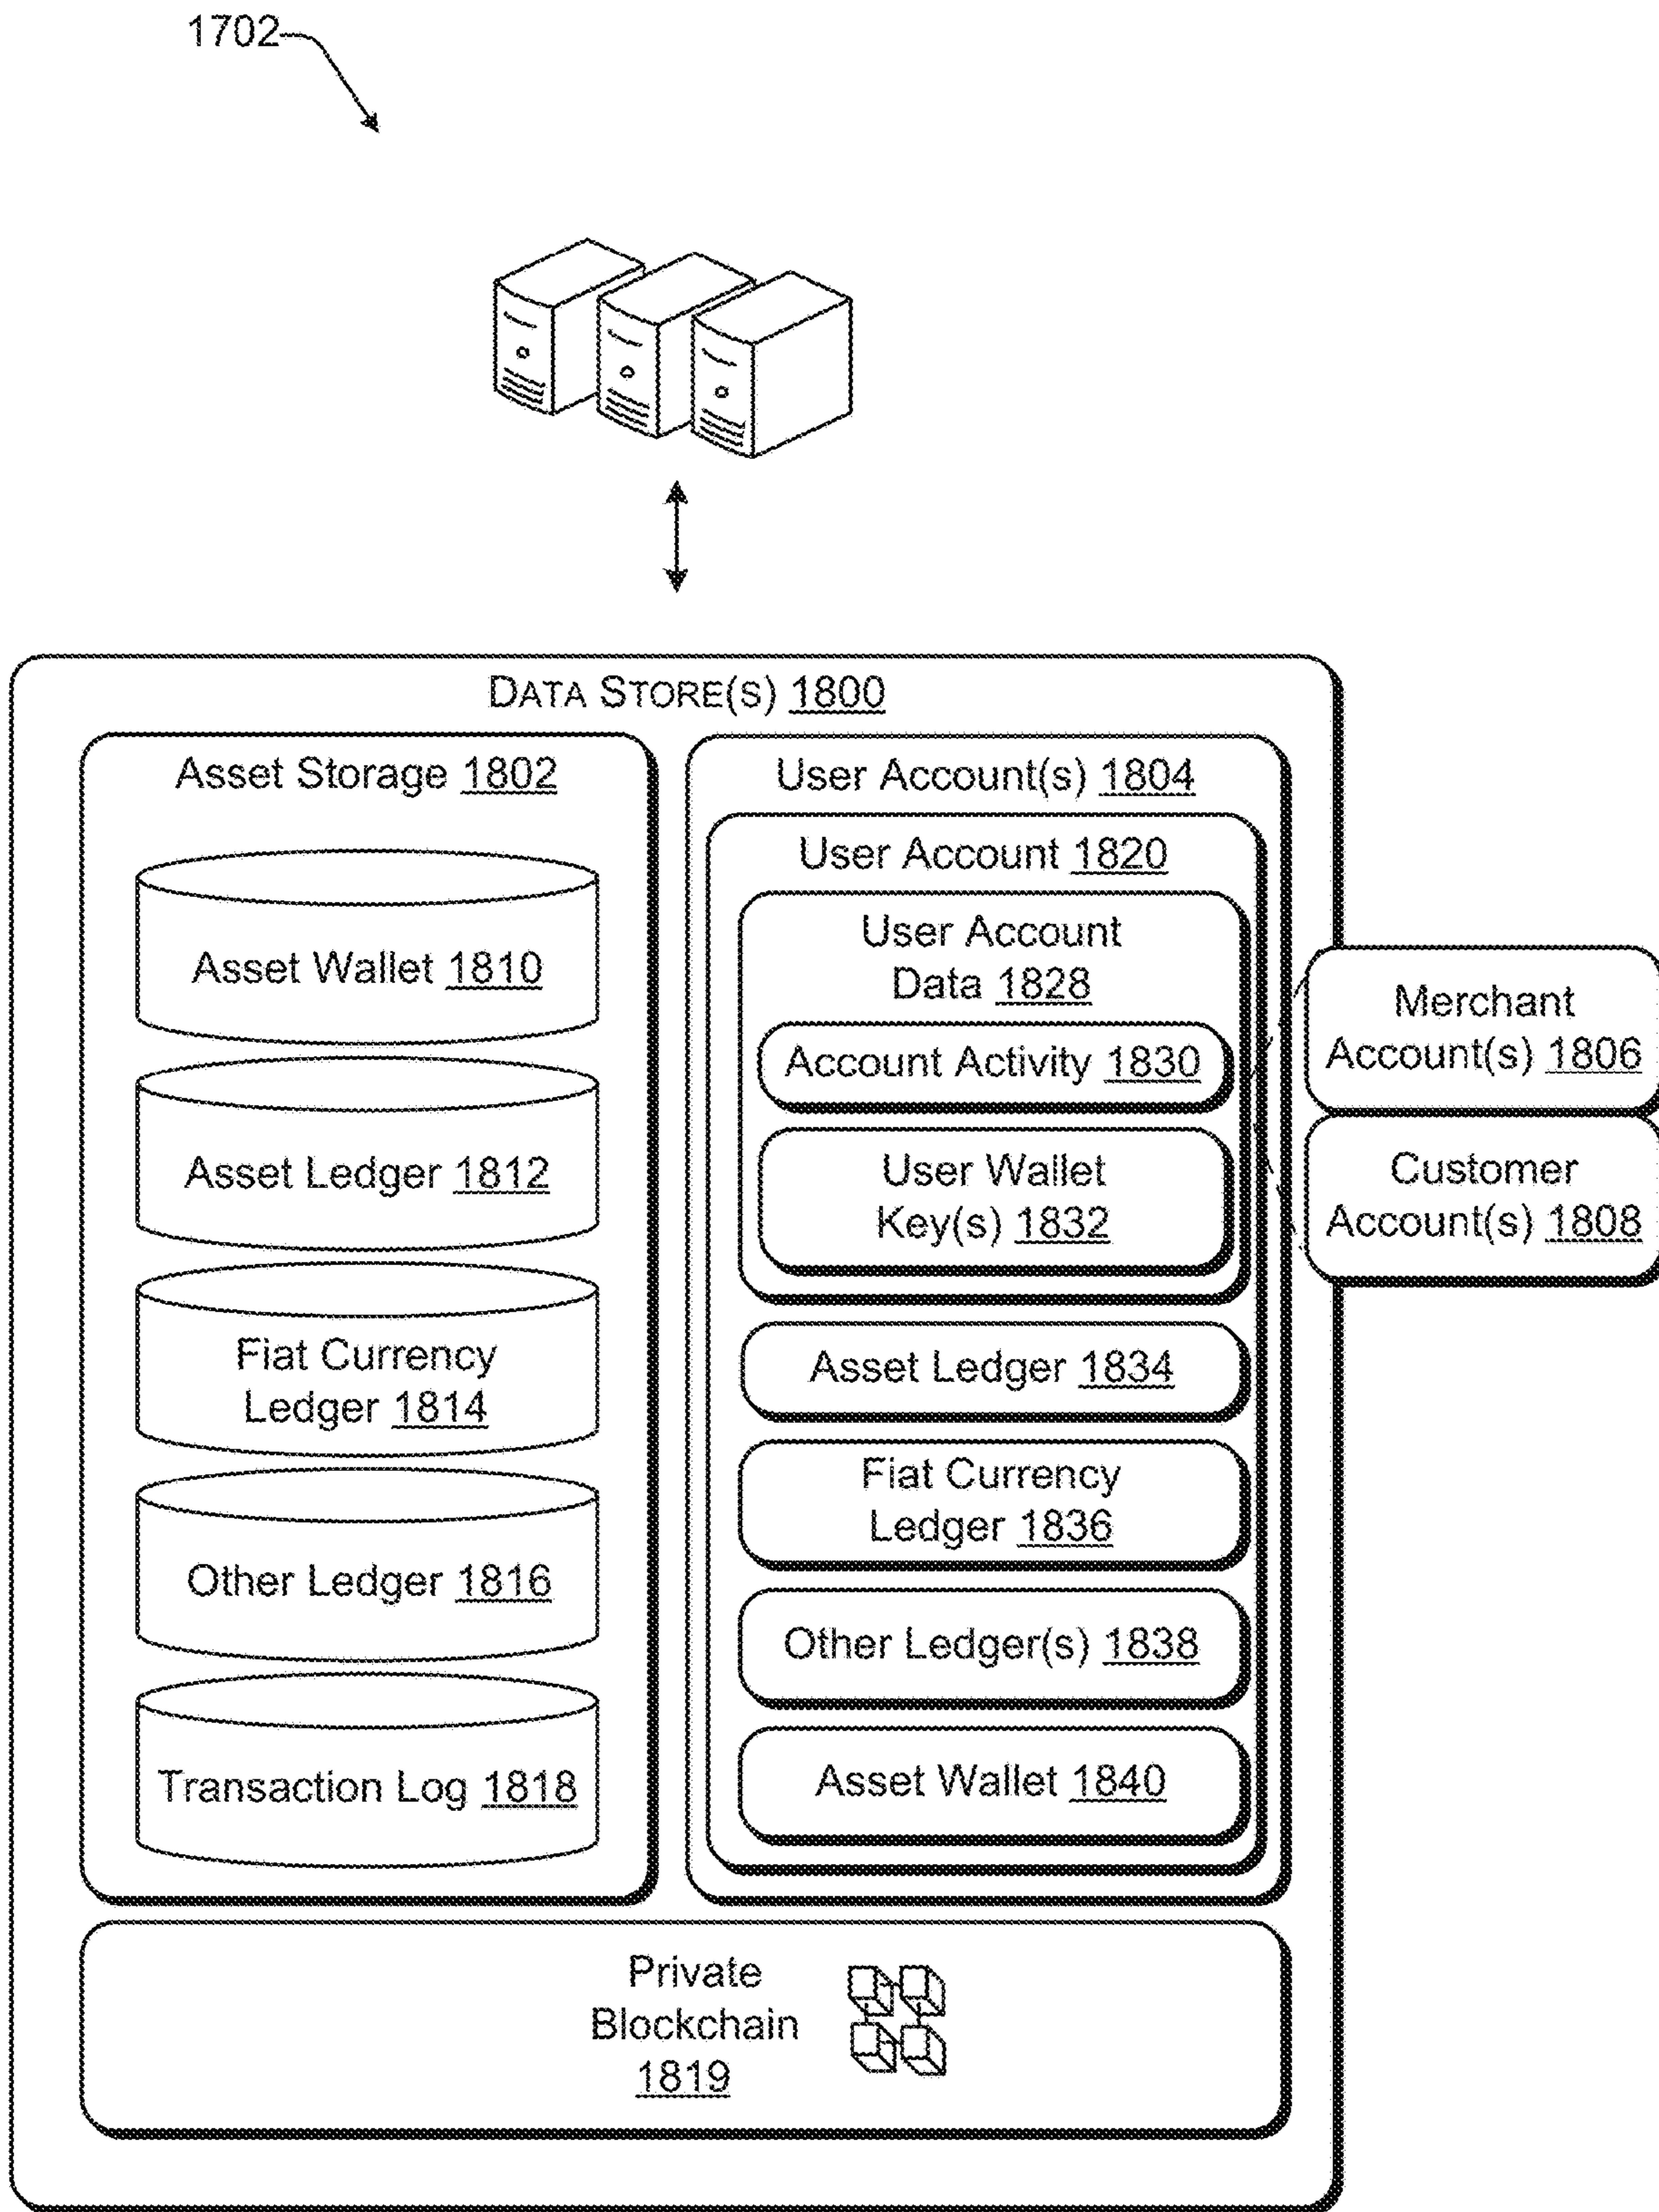 1702
DATA STORE(S) 1800
Asset Storage 1802
Asset Wallet 1810
Asset Ledger 1812
Fiat Currency
Ledger 1814
Other Ledger 1816
Transaction Log 1818
User Account(s) 1804
User Account 1820
User Account
Data 1828
Account Activity 1830
User Wallet
Key(s) 1832
Asset Ledger 1834
Fiat Currency
Ledger 1836
Other Ledger(s) 1838
Asset Wallet 1840
Merchant
Account(s) 1806
Customer
Account(s) 1808
Private
Blockchain
1819